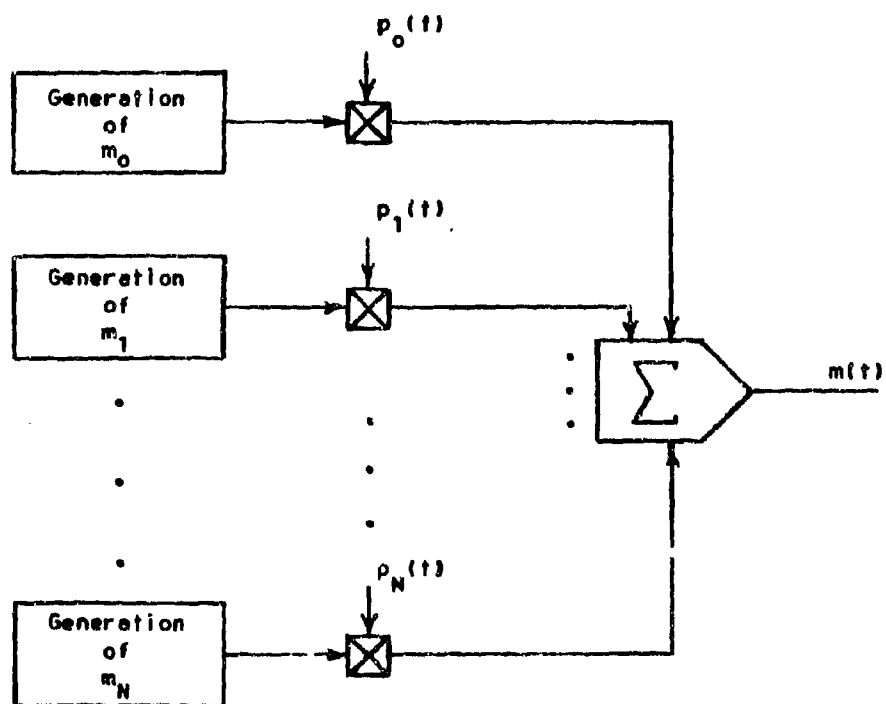 p_o(t)
Generation
of
m_o
p_1(t)
Generation
of
m_1
Σ
m(t)
p_N(t)
Generation
of
m_N